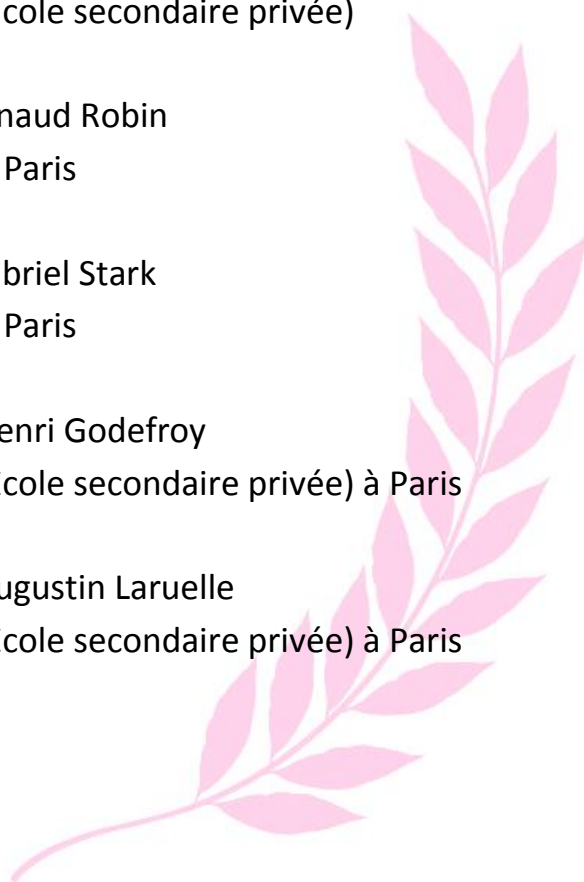 cole secondaire privée)
naud Robin
Paris
briel Stark
Paris
enri Godefroy
cole secondaire privée) à Paris
ugustin Laruelle
cole secondaire privée) à Paris